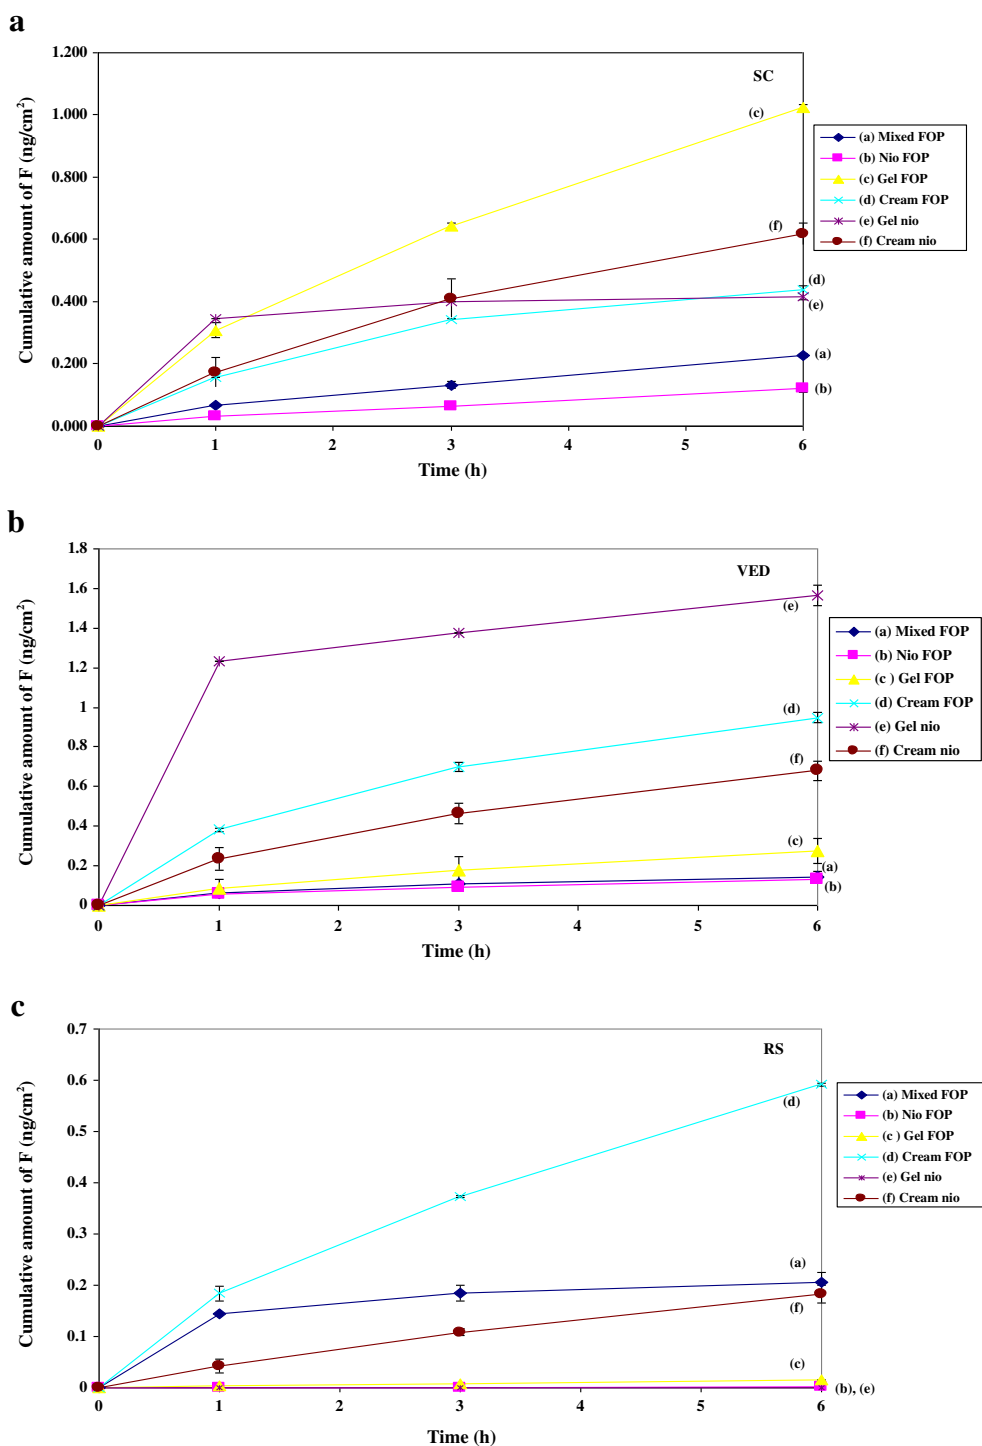 a
1.200
SC
1.000
(c)
0.800
0.600
0.400
0.200
0.000
Cumulative amount of F (ng/cm²)
(f)
(d)
(e)
(a)
(b)
(a) Mixed FOP
(b) Nio FOP
(c) Gel FOP
(d) Cream FOP
(e) Gel nio
(f) Cream nio
0 1 2 3 4 5 6
Time (h)
b
1.8
VED
1.6
1.4
1.2
1
0.8
0.6
0.4
0.2
0
Cumulative amount of F (ng/cm²)
(e)
(d)
(f)
(c)
(a)
(b)
(a) Mixed FOP
(b) Nio FOP
(c ) Gel FOP
(d) Cream FOP
(e) Gel nio
(f) Cream nio
0 1 2 3 4 5 6
Time (h)
c
0.7
RS
0.6
0.5
0.4
0.3
0.2
0.1
0
Cumulative amount of F (ng/cm²)
(d)
(a)
(f)
(c)
(b), (e)
(a) Mixed FOP
(b) Nio FOP
(c ) Gel FOP
(d) Cream FOP
(e) Gel nio
(f) Cream nio
0 1 2 3 4 5 6
Time (h)